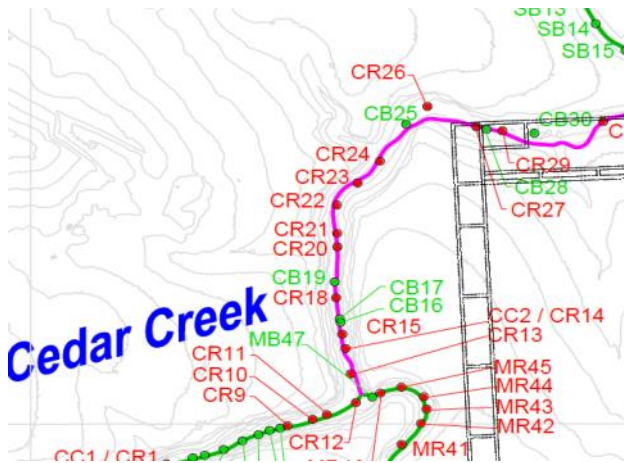 SB13
SB14
SB15
CR26
CB25
CB30
CR24
CR29
CR23
CB28
CR22
CR27
CR21
CR20
CB19
CB17
CR18
CB16
Cedar Creek
CC2 / CR14
CR15
CR13
MB47
CR11
MR45
CR10
MR44
CR9
MR43
MR42
CR12
MR41
CC1 / CR1